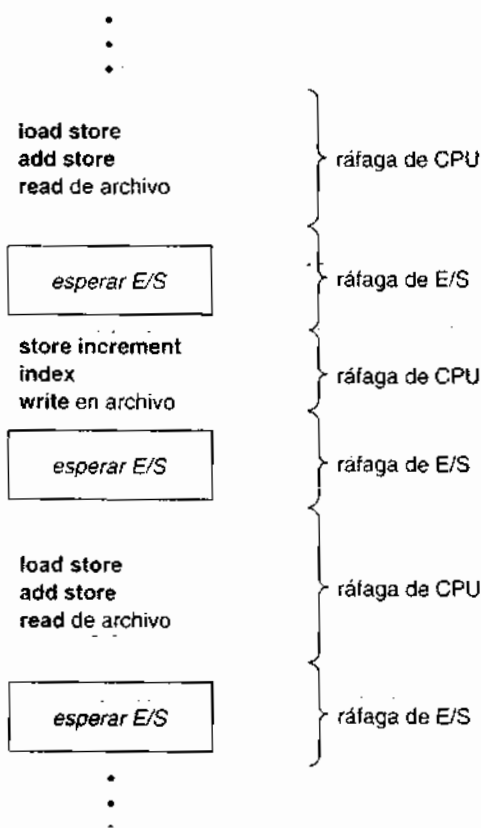 load store
add store
read de archivo
ráfaga de CPU
esperar E/S
ráfaga de E/S
store increment
index
write en archivo
ráfaga de CPU
esperar E/S
ráfaga de E/S
load store
add store
read de archivo
ráfaga de CPU
esperar E/S
ráfaga de E/S